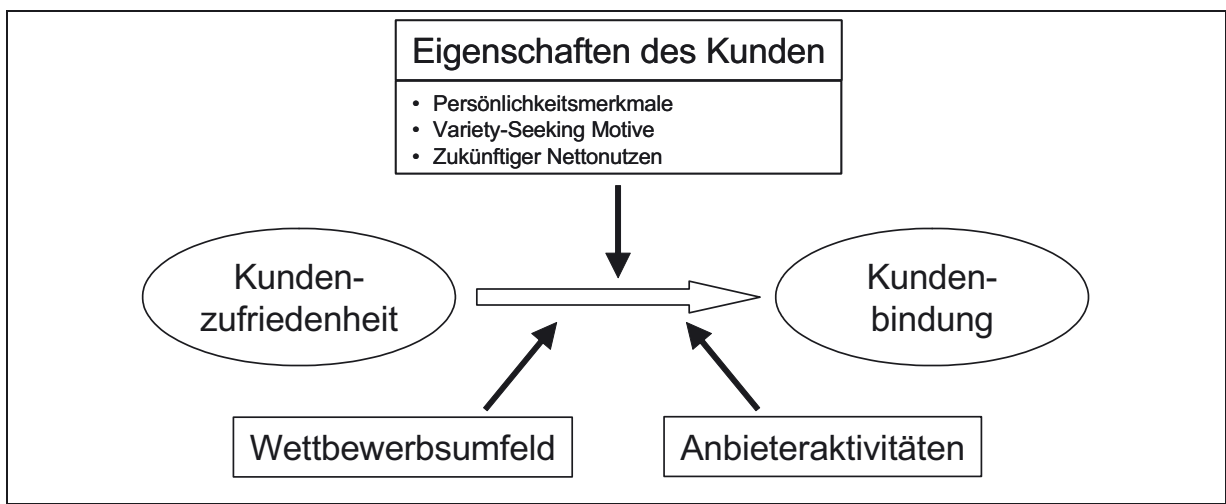 Eigenschaften des Kunden
• Persönlichkeitsmerkmale
• Variety-Seeking Motive
• Zukünftiger Nettonutzen
Kunden-
zufriedenheit
Kunden-
bindung
Wettbewerbsumfeld
Anbieteraktivitäten